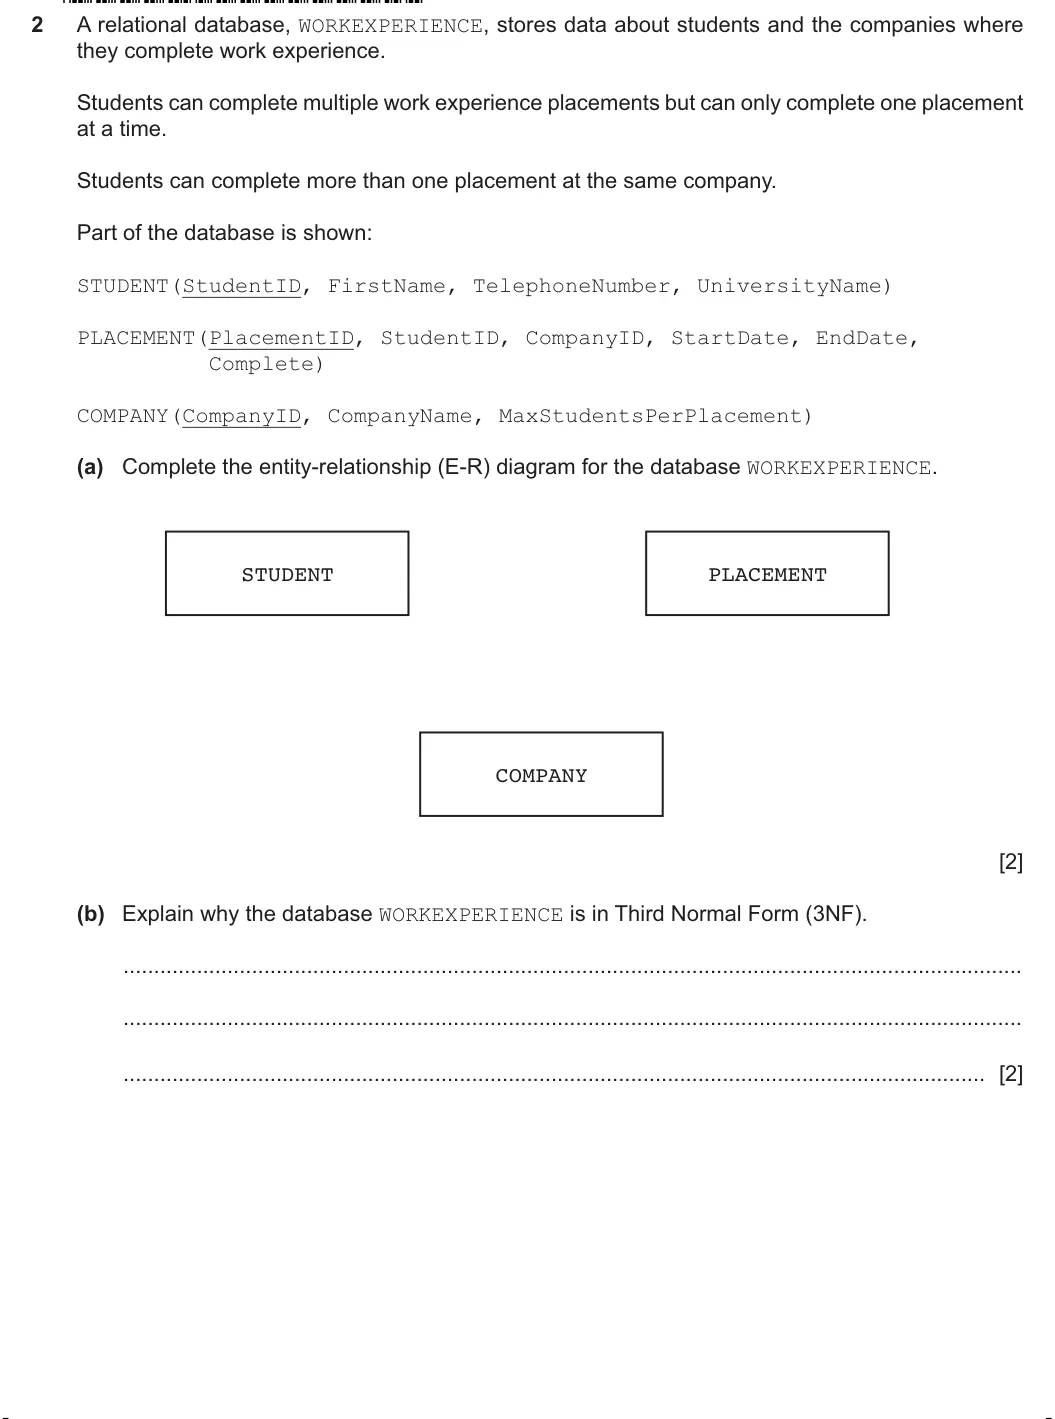 2 A relational database, WORKEXPERIENCE, stores data about students and the companies where
they complete work experience.
Students can complete multiple work experience placements but can only complete one placement
at a time.
Students can complete more than one placement at the same company.
Part of the database is shown:
STUDENT(StudentID, FirstName, TelephoneNumber, UniversityName)
PLACEMENT(PlacementID, StudentID, CompanyID, StartDate, EndDate,
Complete)
COMPANY(CompanyID, CompanyName, MaxStudentsPerPlacement)
(a) Complete the entity-relationship (E-R) diagram for the database WORKEXPERIENCE.
STUDENT
PLACEMENT
COMPANY
[2]
(b) Explain why the database WORKEXPERIENCE is in Third Normal Form (3NF).
[2]